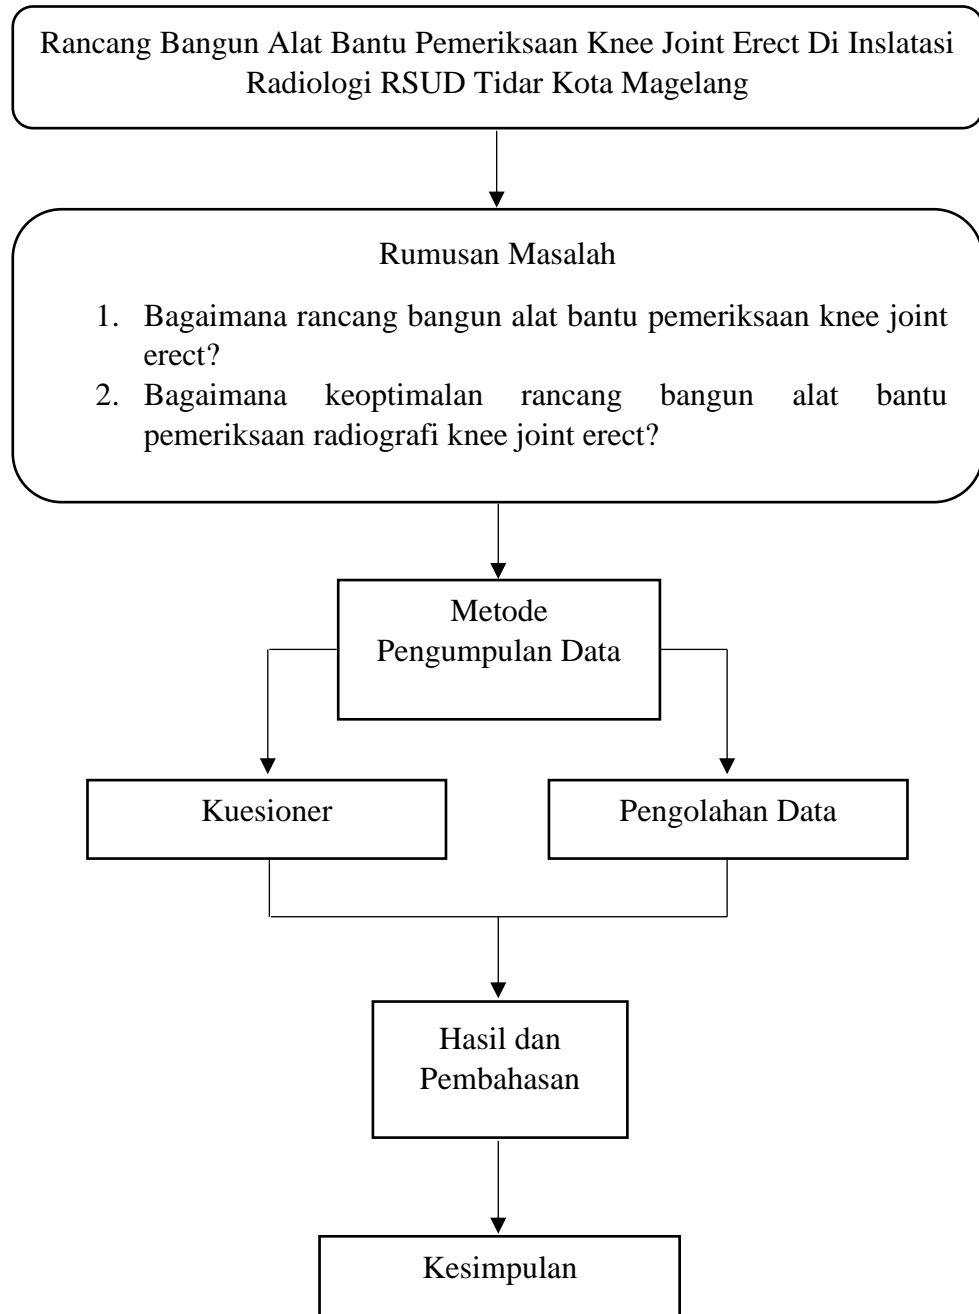 Rancang Bangun Alat Bantu Pemeriksaan Knee Joint Erect Di Inslatasi
Radiologi RSUD Tidar Kota Magelang
Rumusan Masalah
1. Bagaimana rancang bangun alat bantu pemeriksaan knee joint
erect?
2. Bagaimana keoptimalan rancang bangun alat bantu
pemeriksaan radiografi knee joint erect?
Metode
Pengumpulan Data
Kuesioner
Pengolahan Data
Hasil dan
Pembahasan
Kesimpulan